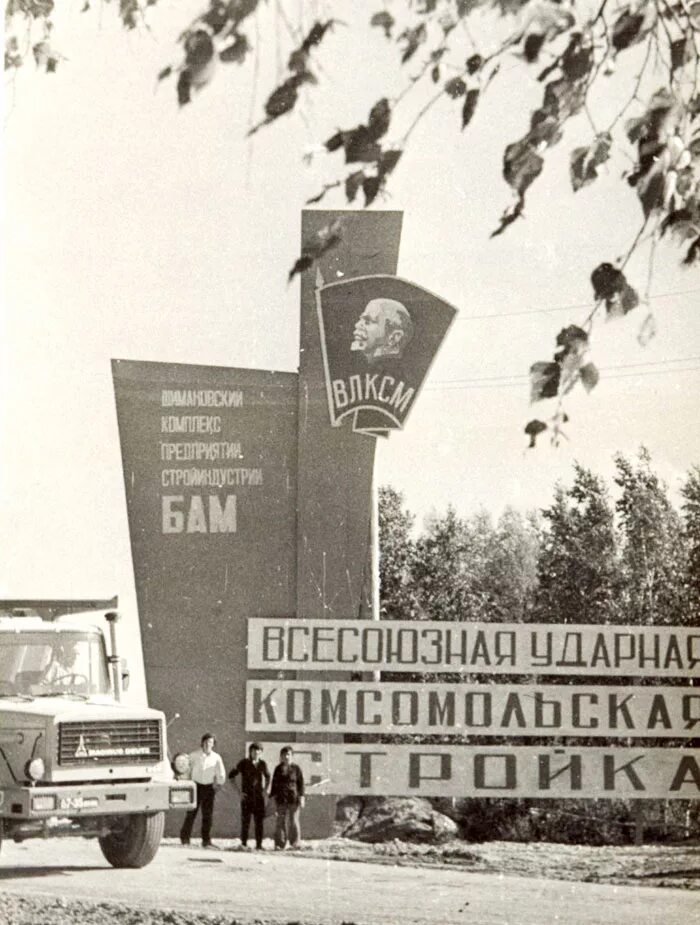 ШИМАНОВСКИЙ
КОМПЛЕКС
ПРЕДПРИЯТИЙ
СТРОЙИНДУСТРИИ
БАМ
ВЛКСМ
ВСЕСОЮЗНАЯ УДАРНАЯ
КОМСОМОЛЬСКАЯ
СТРОЙКА